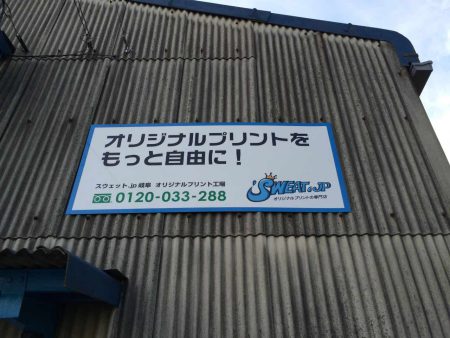 オリジナルプリントを
もっと自由に！
スウェット.jp 岐阜 オリジナルプリント工場
0120-033-288
SWEAT.JP
オリジナルプリントの専門店